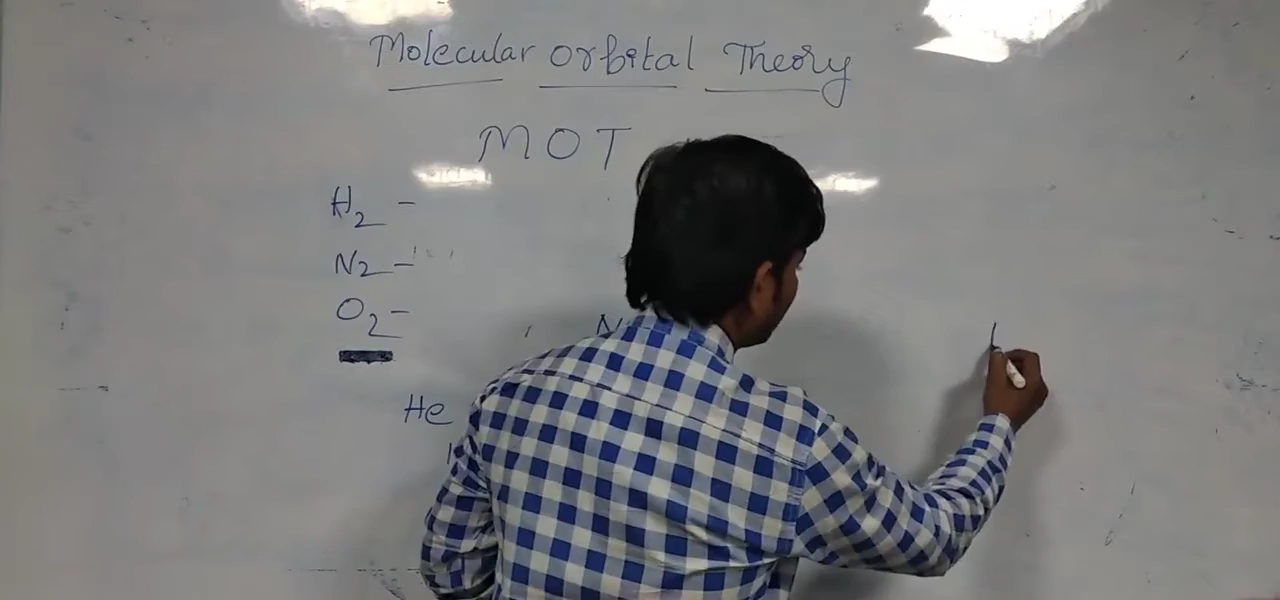 Molecular orbital Theory
MOT
H2 -
N2 -
O2 -
He